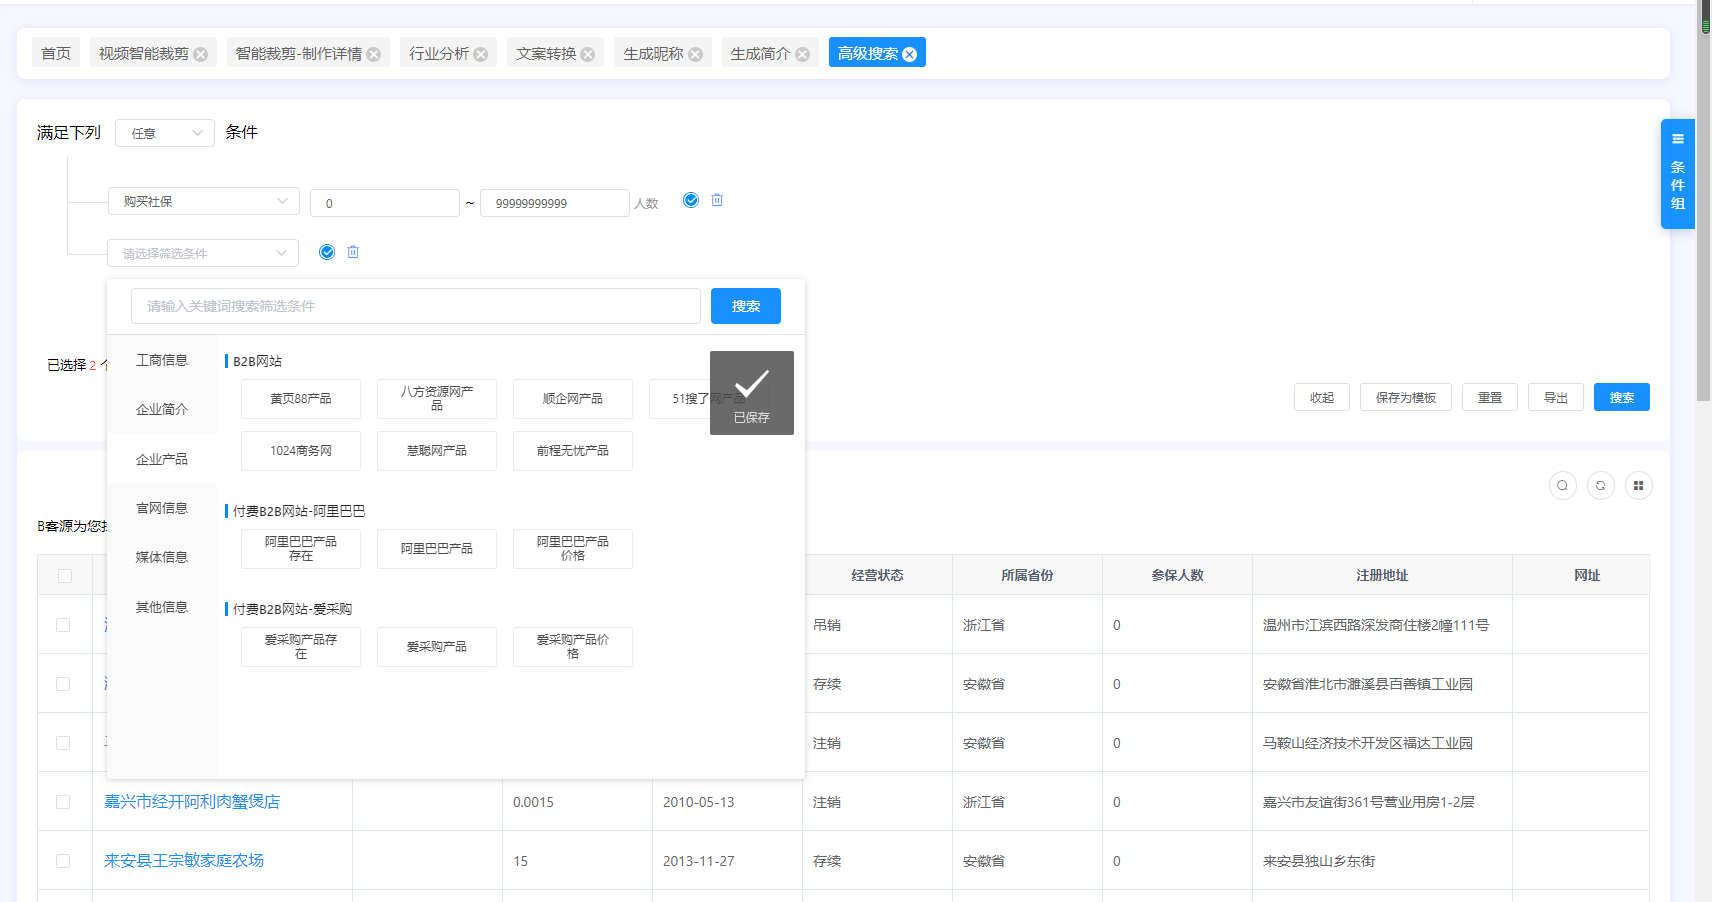 首页 视频智能裁剪 智能裁剪-制作详情 行业分析 文案转换 生成昵称 生成简介 高级搜索
满足下列 任意 条件
条件组
购买社保 0 ~ 99999999999 人数
请选择筛选条件
请输入关键词搜索筛选条件 搜索
已选择 2
工商信息
企业简介
企业产品
官网信息
媒体信息
其他信息
B2B网站
黄页88产品 八方资源网产品 顺企网产品 51搜了网产品
1024商务网 慧聪网产品 前程无忧产品
已保存
付费B2B网站-阿里巴巴
阿里巴巴产品存在 阿里巴巴产品 阿里巴巴产品价格
付费B2B网站-爱采购
爱采购产品存在 爱采购产品 爱采购产品价格
收起 保存为模板 重置 导出 搜索
B客源为您
经营状态 所属省份 参保人数 注册地址 网址
吊销 浙江省 0 温州市江滨西路深发商住楼2幢111号
存续 安徽省 0 安徽省淮北市濉溪县百善镇工业园
注销 安徽省 0 马鞍山经济技术开发区福达工业园
嘉兴市经开阿利肉蟹煲店 0.0015 2010-05-13 注销 浙江省 0 嘉兴市友谊街361号营业用房1-2层
来安县王宗敏家庭农场 15 2013-11-27 存续 安徽省 0 来安县独山乡东街